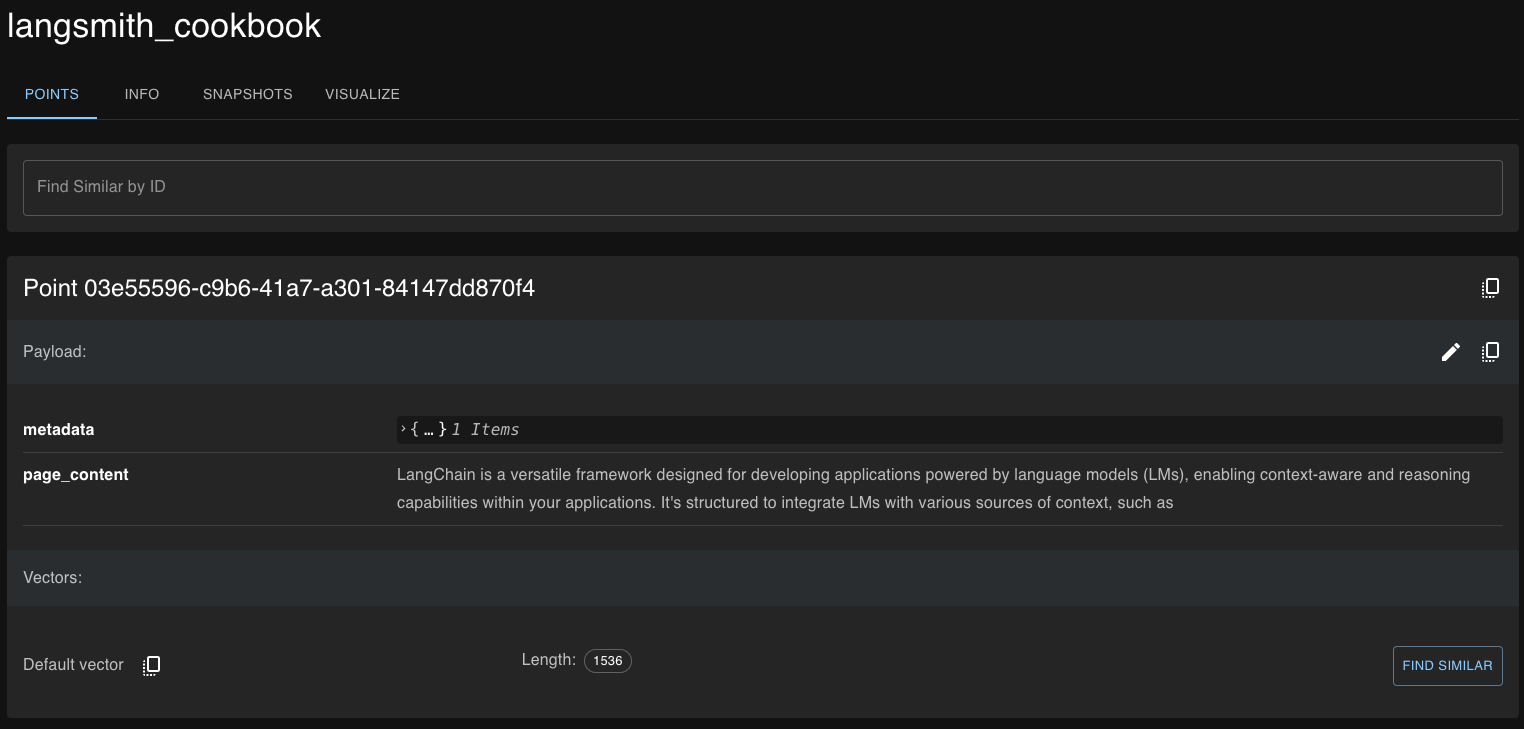 langsmith_cookbook
POINTS INFO SNAPSHOTS VISUALIZE
Find Similar by ID
Point 03e55596-c9b6-41a7-a301-84147dd870f4
Payload:
metadata {…} 1 Items
page_content LangChain is a versatile framework designed for developing applications powered by language models (LMs), enabling context-aware and reasoning
capabilities within your applications. It's structured to integrate LMs with various sources of context, such as
Vectors:
Default vector Length: 1536 FIND SIMILAR